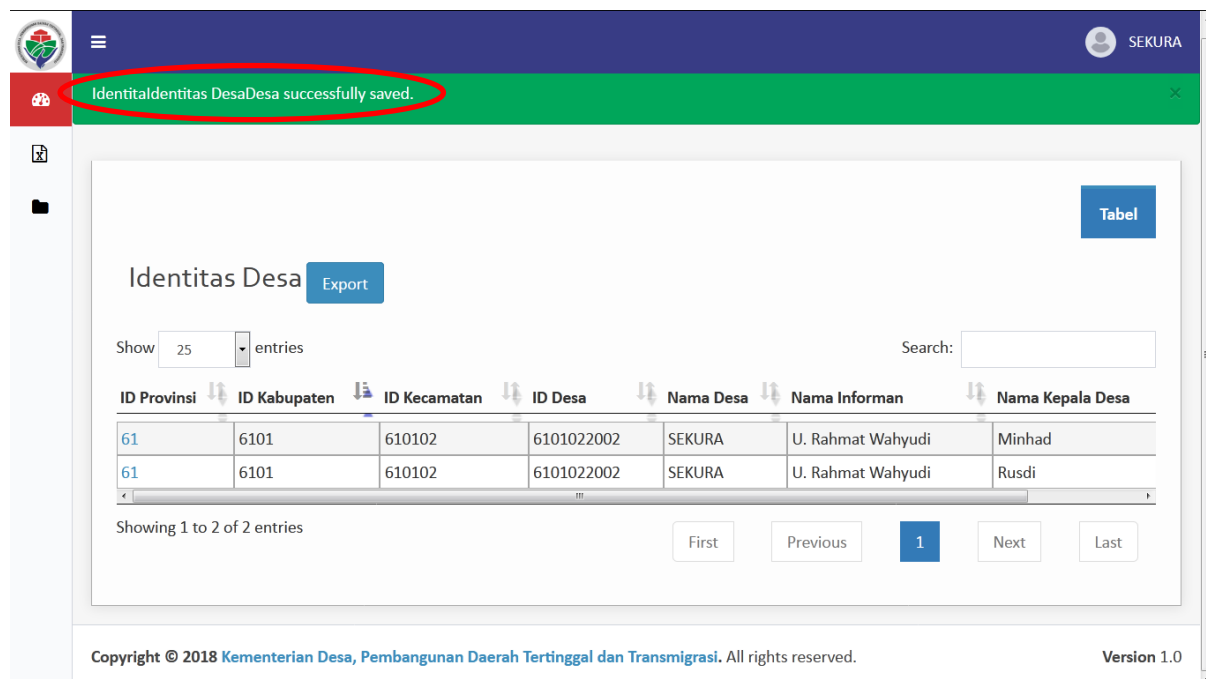 SEKURA
IdentitaIdentitas DesaDesa successfully saved. ×
Tabel
Identitas Desa Export
Show 25 entries Search:
ID Provinsi ID Kabupaten ID Kecamatan ID Desa Nama Desa Nama Informan Nama Kepala Desa
61 6101 610102 6101022002 SEKURA U. Rahmat Wahyudi Minhad
61 6101 610102 6101022002 SEKURA U. Rahmat Wahyudi Rusdi
Showing 1 to 2 of 2 entries
First Previous 1 Next Last
Copyright © 2018 Kementerian Desa, Pembangunan Daerah Tertinggal dan Transmigrasi. All rights reserved. Version 1.0